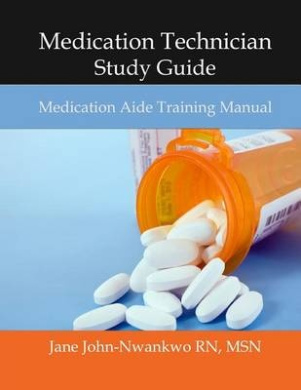 Medication Technician
Study Guide
Medication Aide Training Manual
Jane John-Nwankwo RN, MSN